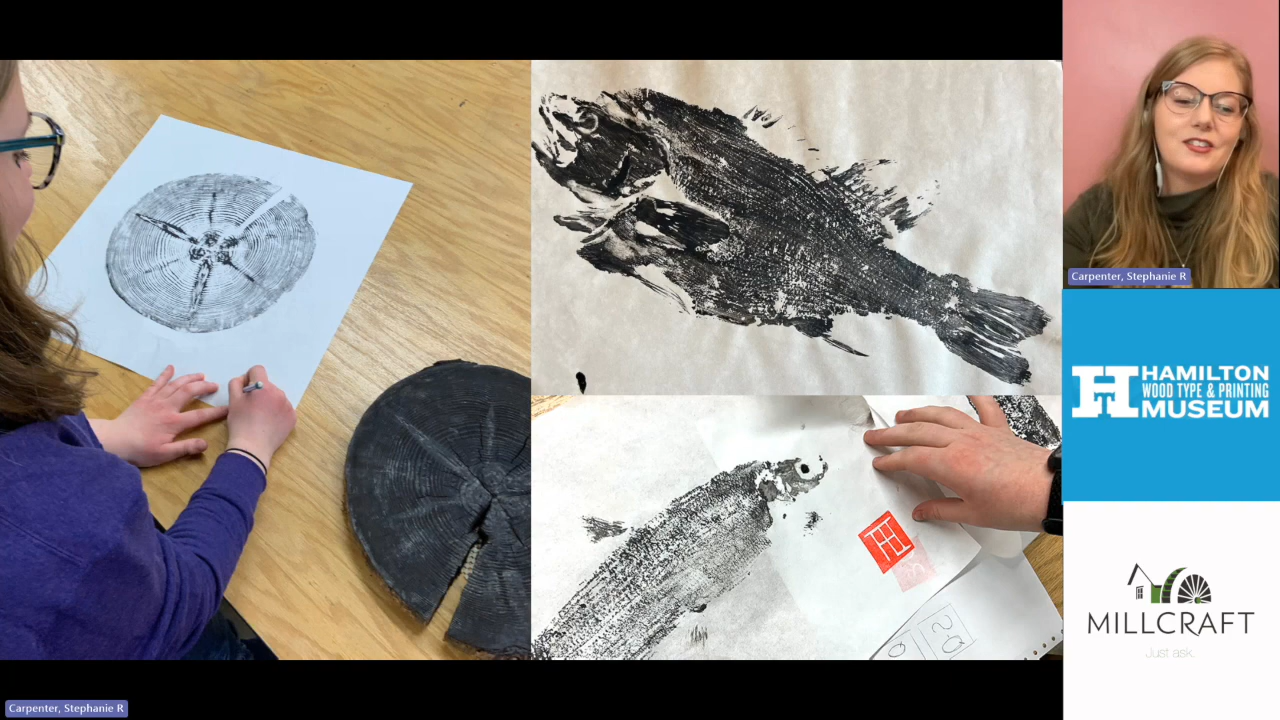 Carpenter, Stephanie R
HAMILTON
WOOD TYPE & PRINTING
MUSEUM
MILLCRAFT
Just ask.
Carpenter, Stephanie R